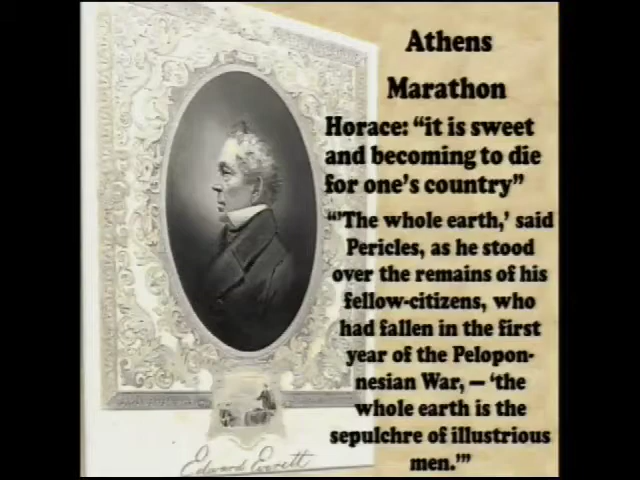 Athens
Marathon
Horace: “it is sweet
and becoming to die
for one’s country”
“‘The whole earth,’ said
Pericles, as he stood
over the remains of his
fellow-citizens, who
had fallen in the first
year of the Pelopon-
nesian War, — ‘the
whole earth is the
sepulchre of illustrious
men.’”
Edward Everett